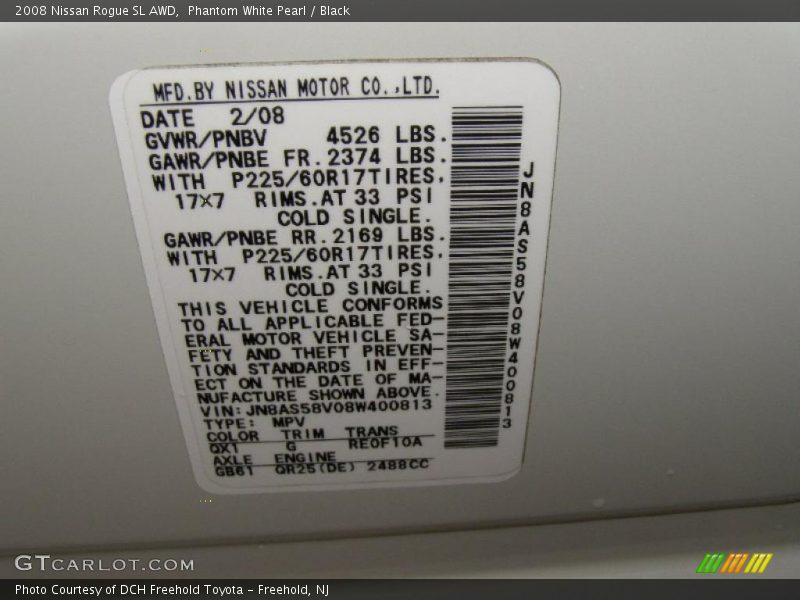 2008 Nissan Rogue SL AWD,  Phantom White Pearl / Black
MFD.BY NISSAN MOTOR CO.,LTD.
DATE 2/08
GVWR/PNBV 4526 LBS.
GAWR/PNBE FR. 2374 LBS.
WITH P225/60R17TIRES.
17×7 RIMS.AT 33 PSI
COLD SINGLE.
GAWR/PNBE RR. 2169 LBS.
WITH P225/60R17TIRES.
17×7 RIMS.AT 33 PSI
COLD SINGLE.
THIS VEHICLE CONFORMS
TO ALL APPLICABLE FED-
ERAL MOTOR VEHICLE SA-
FETY AND THEFT PREVEN-
TION STANDARDS IN EFF-
ECT ON THE DATE OF MA-
NUFACTURE SHOWN ABOVE.
VIN:JN8AS58V08W400813
TYPE: MPV
COLOR TRIM TRANS
QX1 G RE0F10A
AXLE ENGINE
GB61 QR25(DE) 2488CC
JN8AS58V08W400813
GTCARLOT.COM
Photo Courtesy of DCH Freehold Toyota - Freehold, NJ